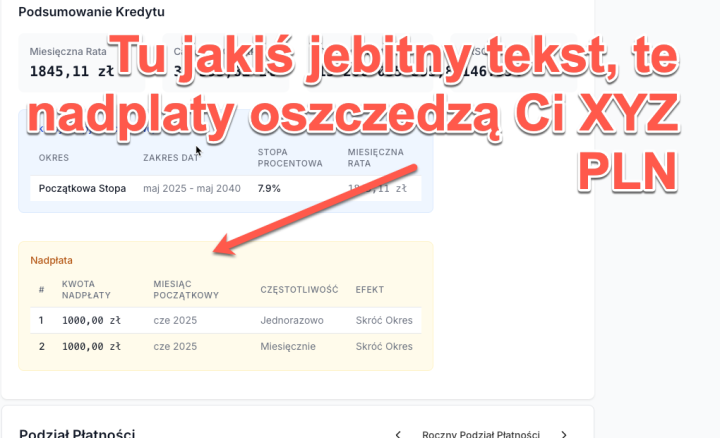 Podsumowanie Kredytu
Miesięczna Rata
1845,11 zł
Tu jakiś jebitny tekst, te
nadpłaty oszczedzą Ci XYZ
PLN
OKRES ZAKRES DAT STOPA PROCENTOWA MIESIĘCZNA RATA
Początkowa Stopa maj 2025 - maj 2040 7.9% zł
Nadpłata
# KWOTA NADPŁATY MIESIĄC POCZĄTKOWY CZĘSTOTLIWOŚĆ EFEKT
1 1000,00 zł cze 2025 Jednorazowo Skróć Okres
2 1000,00 zł cze 2025 Miesięcznie Skróć Okres
Podział Płatności
Roczny Podział Płatności